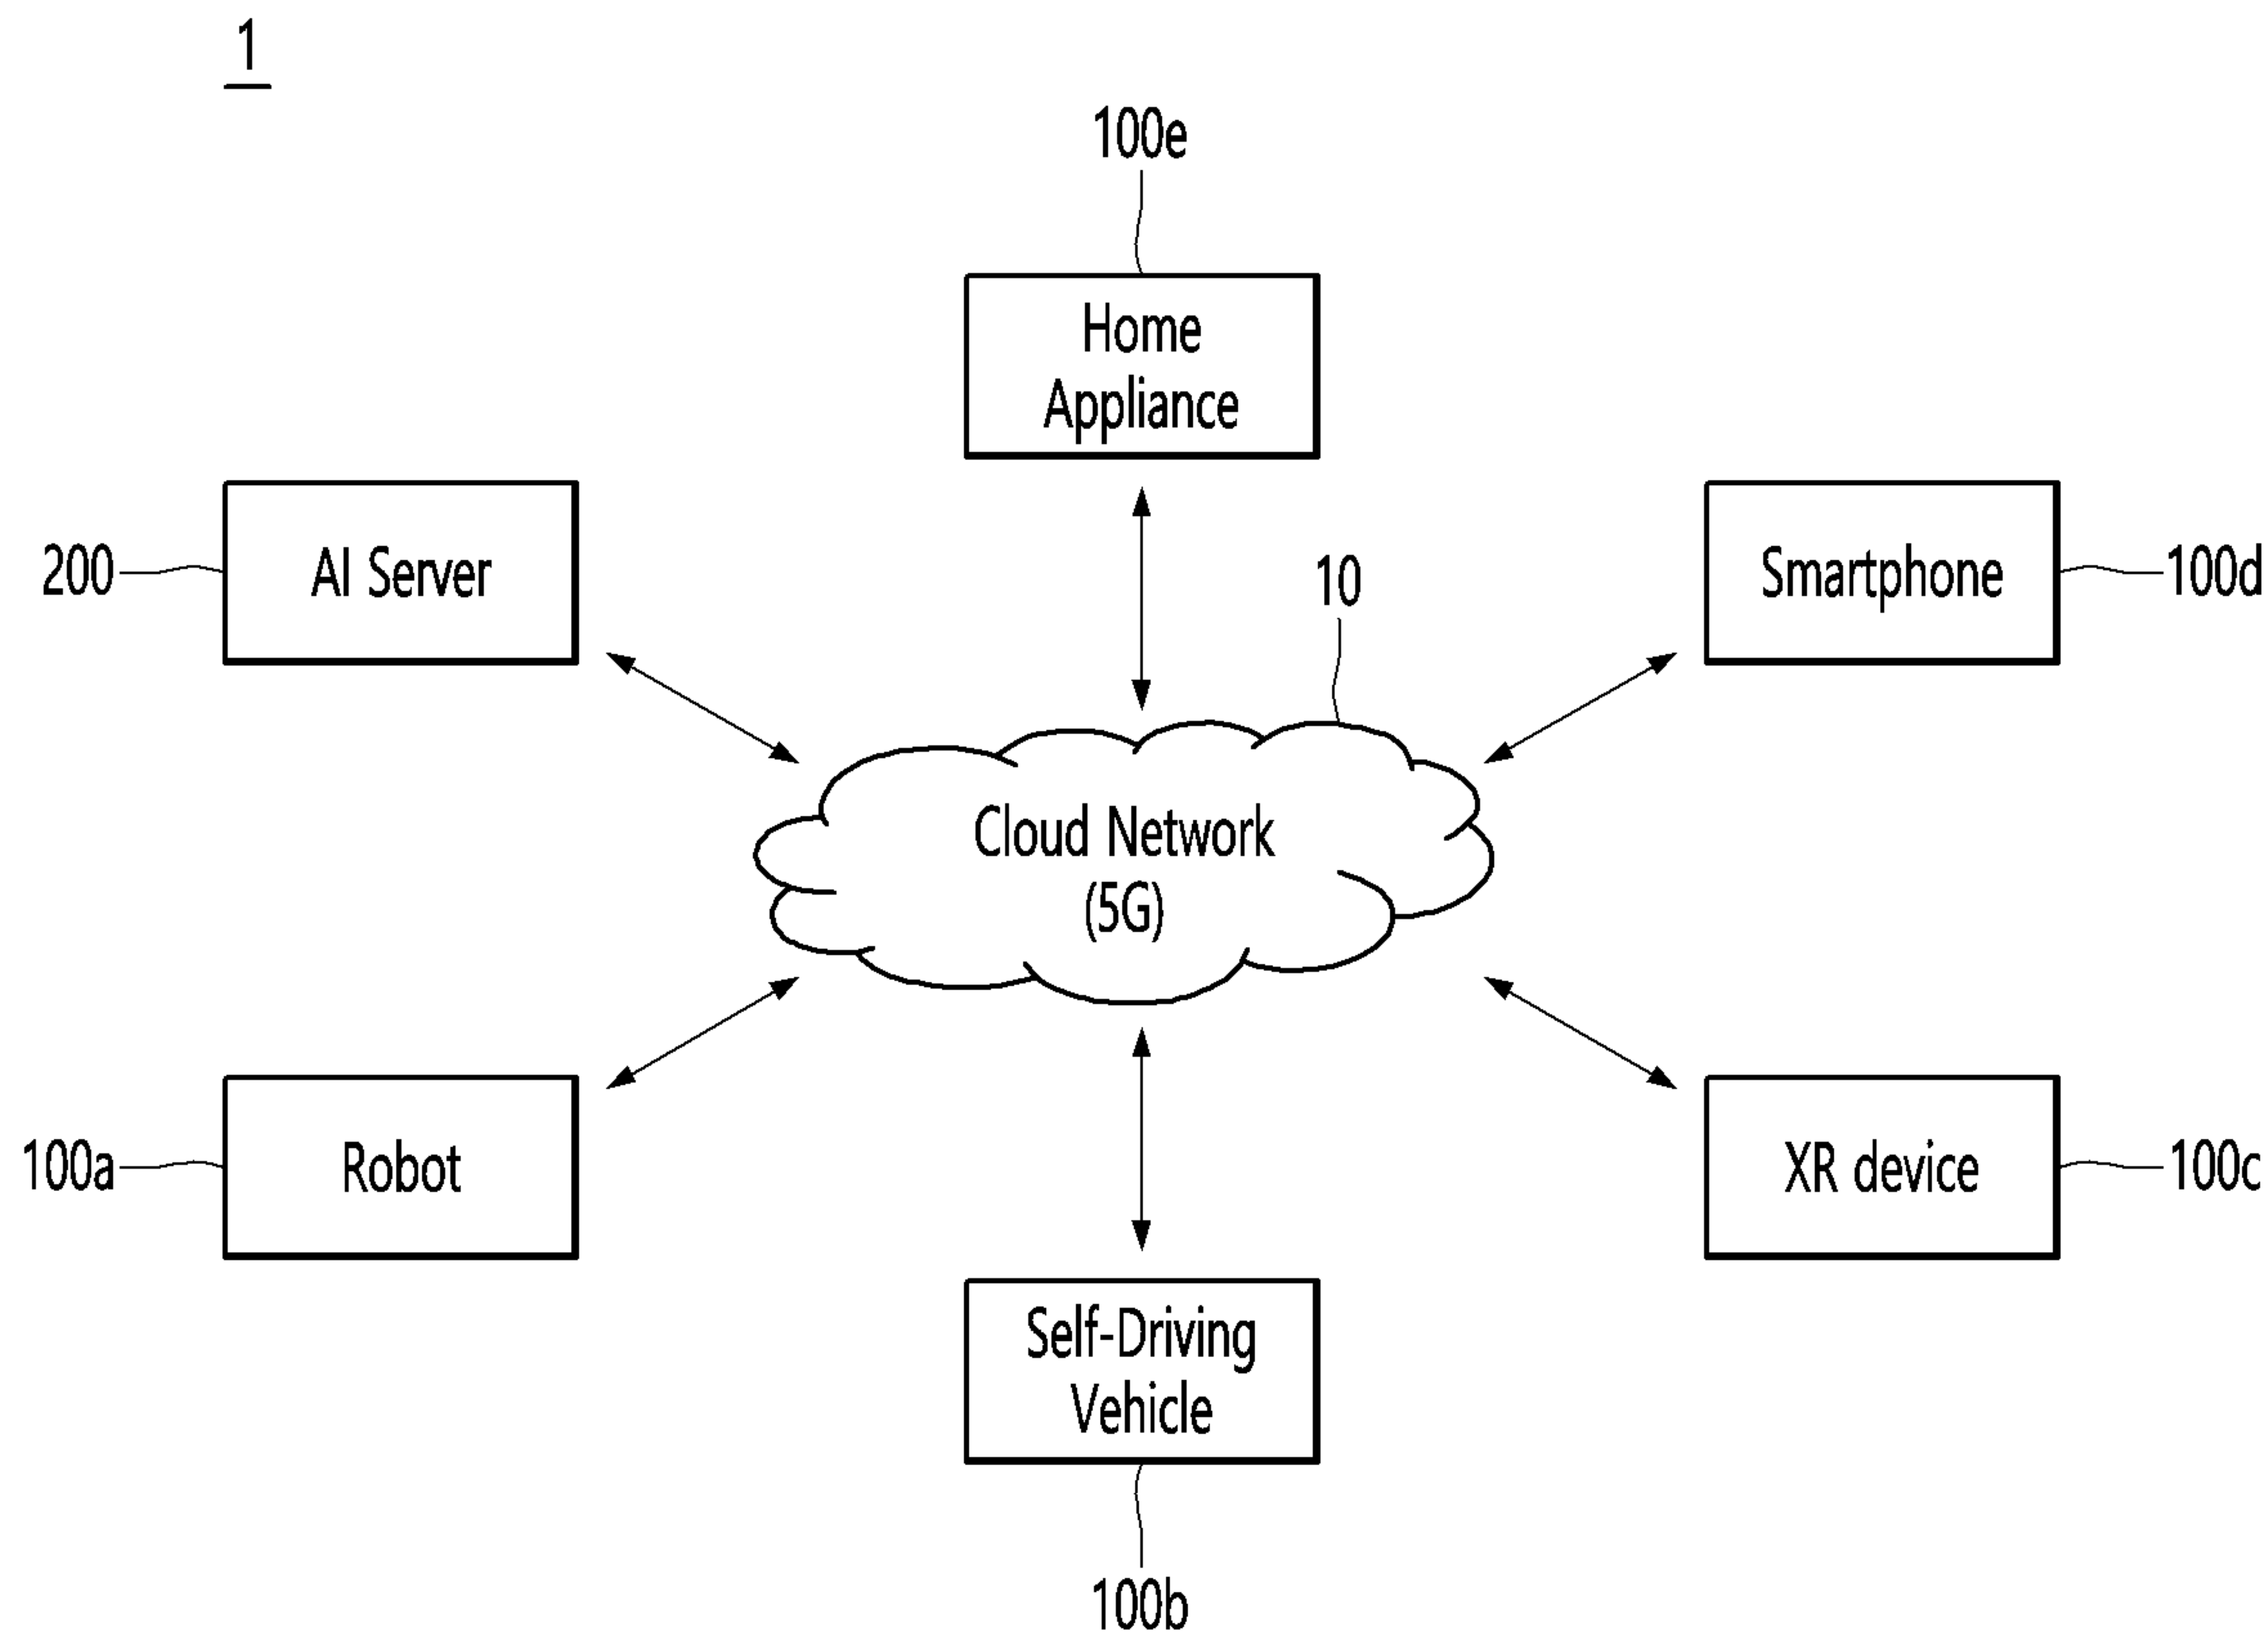 1
100e
Home
Appliance
200
AI Server
10
Smartphone
100d
Cloud Network
(5G)
100a
Robot
XR device
100c
Self-Driving
Vehicle
100b